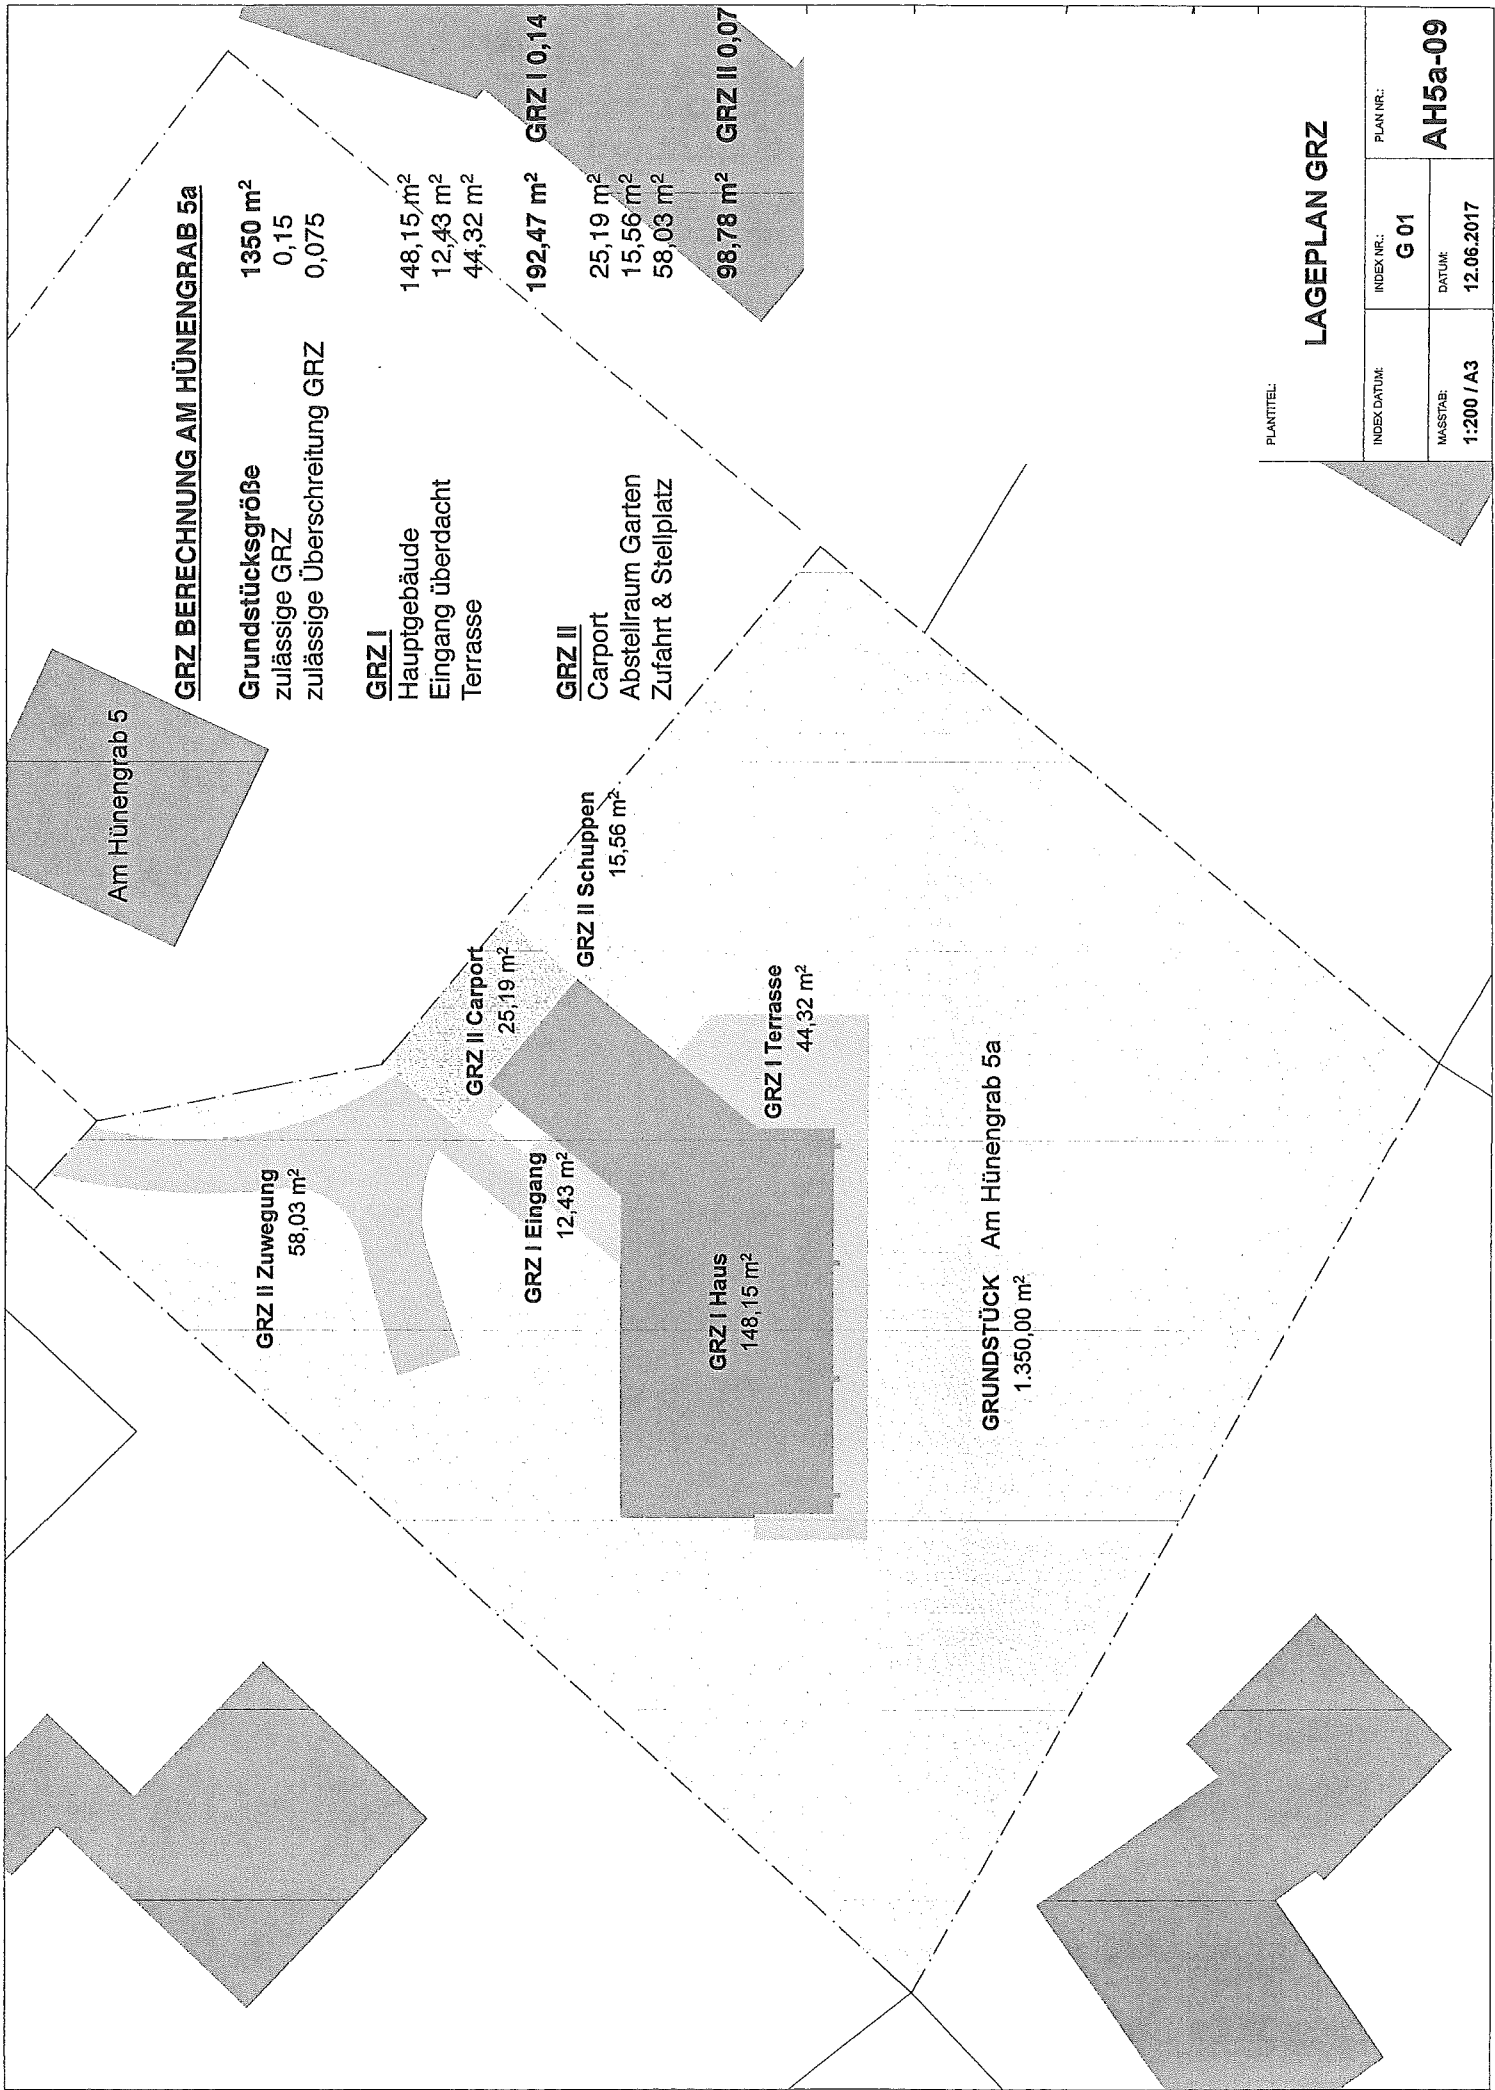 GRZ BERECHNUNG AM HÜNENGRAB 5a
Grundstücksgröße 1350 m²
zulässige GRZ 0,15
zulässige Überschreitung GRZ 0,075
GRZ I
Hauptgebäude 148,15 m²
Eingang überdacht 12,43 m²
Terrasse 44,32 m²
192,47 m² GRZ I 0,14
GRZ II
Carport 25,19 m²
Abstellraum Garten 15,56 m²
Zufahrt & Stellplatz 58,03 m²
98,78 m² GRZ II 0,07
Am Hünengrab 5
GRZ II Zuwegung
58,03 m²
GRZ II Carport
25,19 m²
GRZ II Schuppen
15,56 m²
GRZ I Eingang
12,43 m²
GRZ I Haus
148,15 m²
GRZ I Terrasse
44,32 m²
GRUNDSTÜCK Am Hünengrab 5a
1.350,00 m²
PLANTITEL:
LAGEPLAN GRZ
INDEX DATUM:
INDEX NR.:
G 01
PLAN NR.:
AH5a-09
MASSTAB:
1:200 / A3
DATUM:
12.06.2017